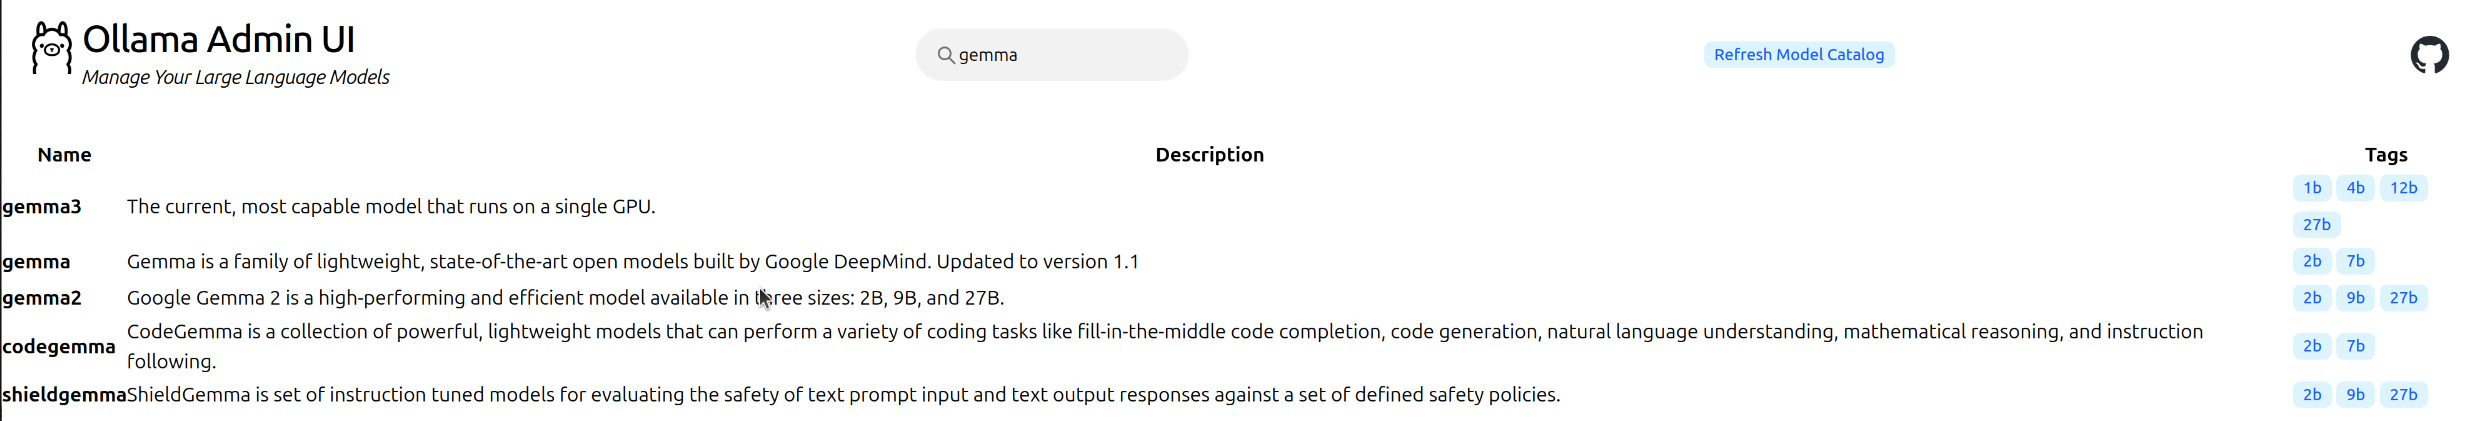 Ollama Admin UI
Manage Your Large Language Models
gemma
Refresh Model Catalog
Name Description Tags
gemma3 The current, most capable model that runs on a single GPU. 1b 4b 12b
27b
gemma Gemma is a family of lightweight, state-of-the-art open models built by Google DeepMind. Updated to version 1.1 2b 7b
gemma2 Google Gemma 2 is a high-performing and efficient model available in three sizes: 2B, 9B, and 27B. 2b 9b 27b
codegemma CodeGemma is a collection of powerful, lightweight models that can perform a variety of coding tasks like fill-in-the-middle code completion, code generation, natural language understanding, mathematical reasoning, and instruction
following. 2b 7b
shieldgemma ShieldGemma is set of instruction tuned models for evaluating the safety of text prompt input and text output responses against a set of defined safety policies. 2b 9b 27b